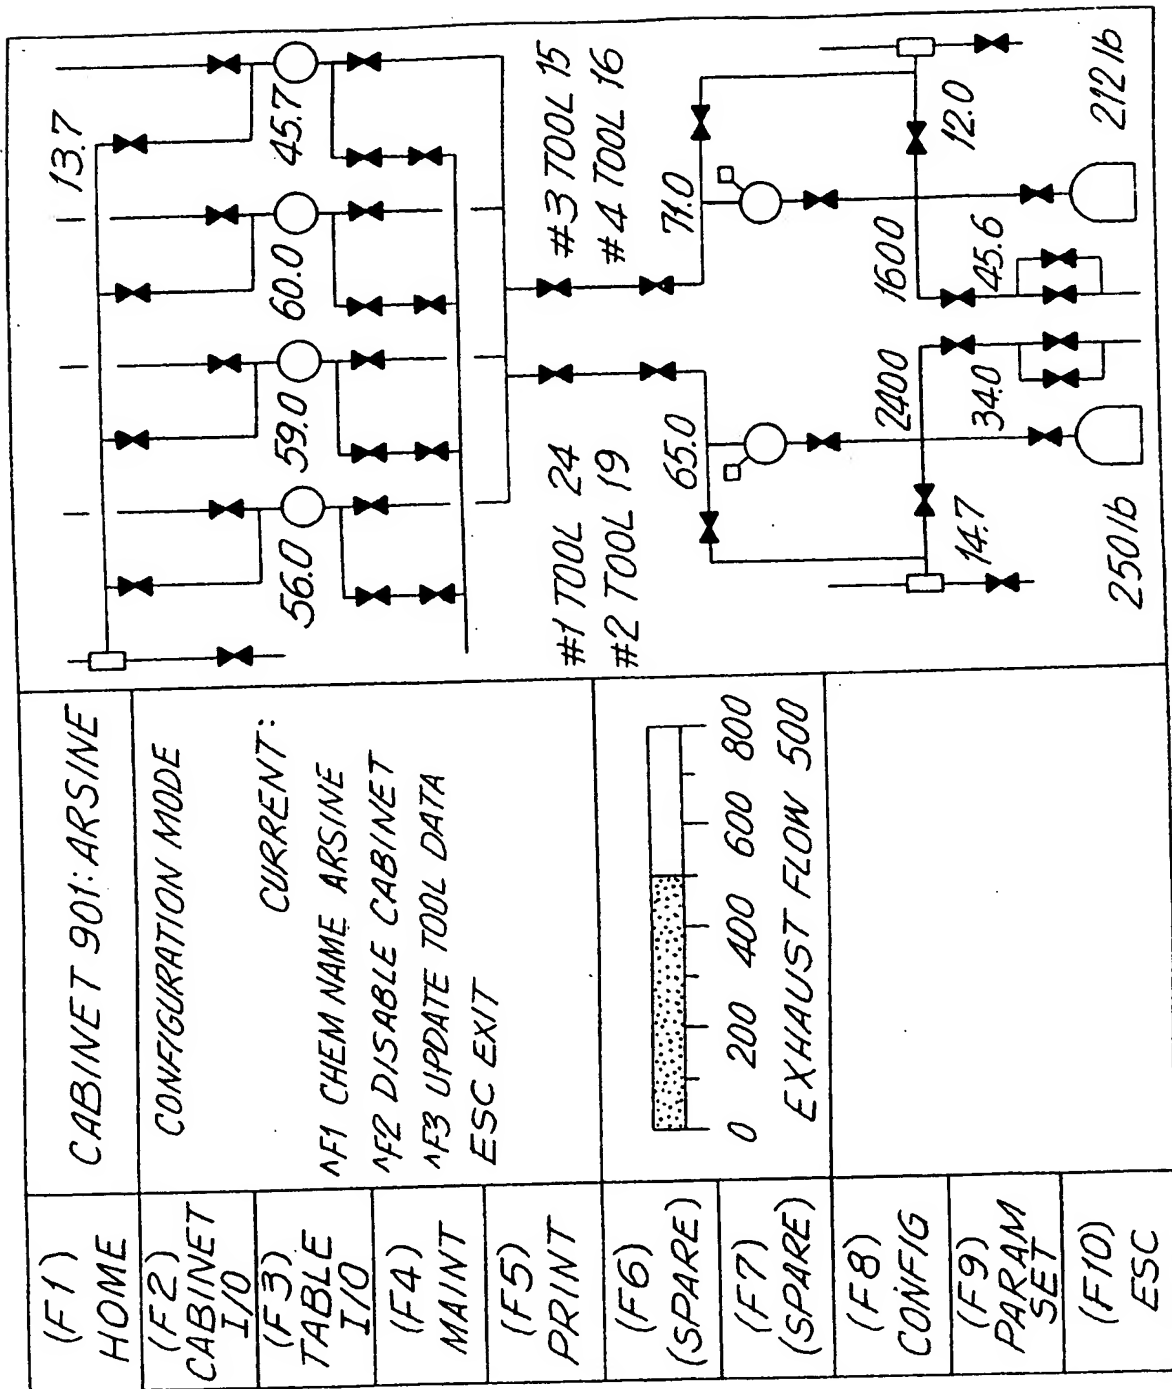 (F1)
HOME
(F2)
CABINET
I/O
(F3)
TABLE
I/O
(F4)
MAINT
(F5)
PRINT
(F6)
(SPARE)
(F7)
(SPARE)
(F8)
CONFIG
(F9)
PARAM
SET
(F10)
ESC
CABINET 901: ARSINE
CONFIGURATION MODE
CURRENT:
^F1 CHEM NAME ARSINE
^F2 DISABLE CABINET
^F3 UPDATE TOOL DATA
ESC EXIT
0 200 400 600 800
EXHAUST FLOW 500
13.7
56.0 59.0 60.0 45.7
#1 TOOL 24
#2 TOOL 19
#3 TOOL 15
#4 TOOL 16
65.0 71.0
2400 1600
14.7 34.0 45.6 12.0
250 lb 212 lb